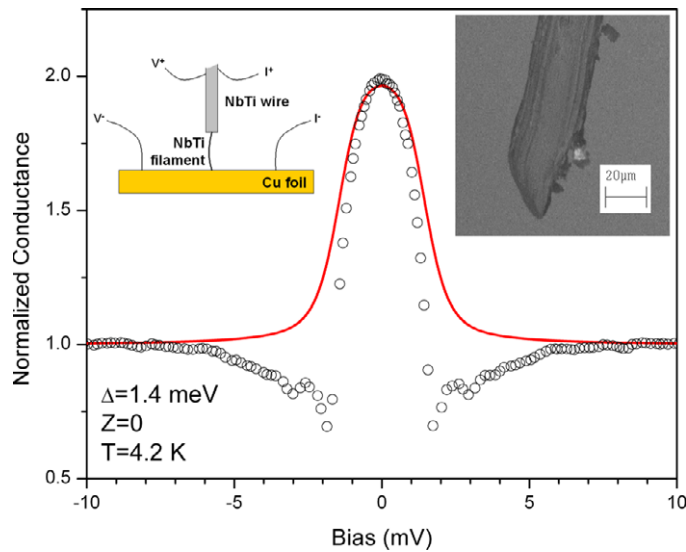 2.0
1.5
1.0
0.5
-10
-5
0
5
10
Normalized Conductance
Bias (mV)
V⁺
I⁺
NbTi wire
V⁻
I⁻
NbTi
filament
Cu foil
20µm
Δ=1.4 meV
Z=0
T=4.2 K